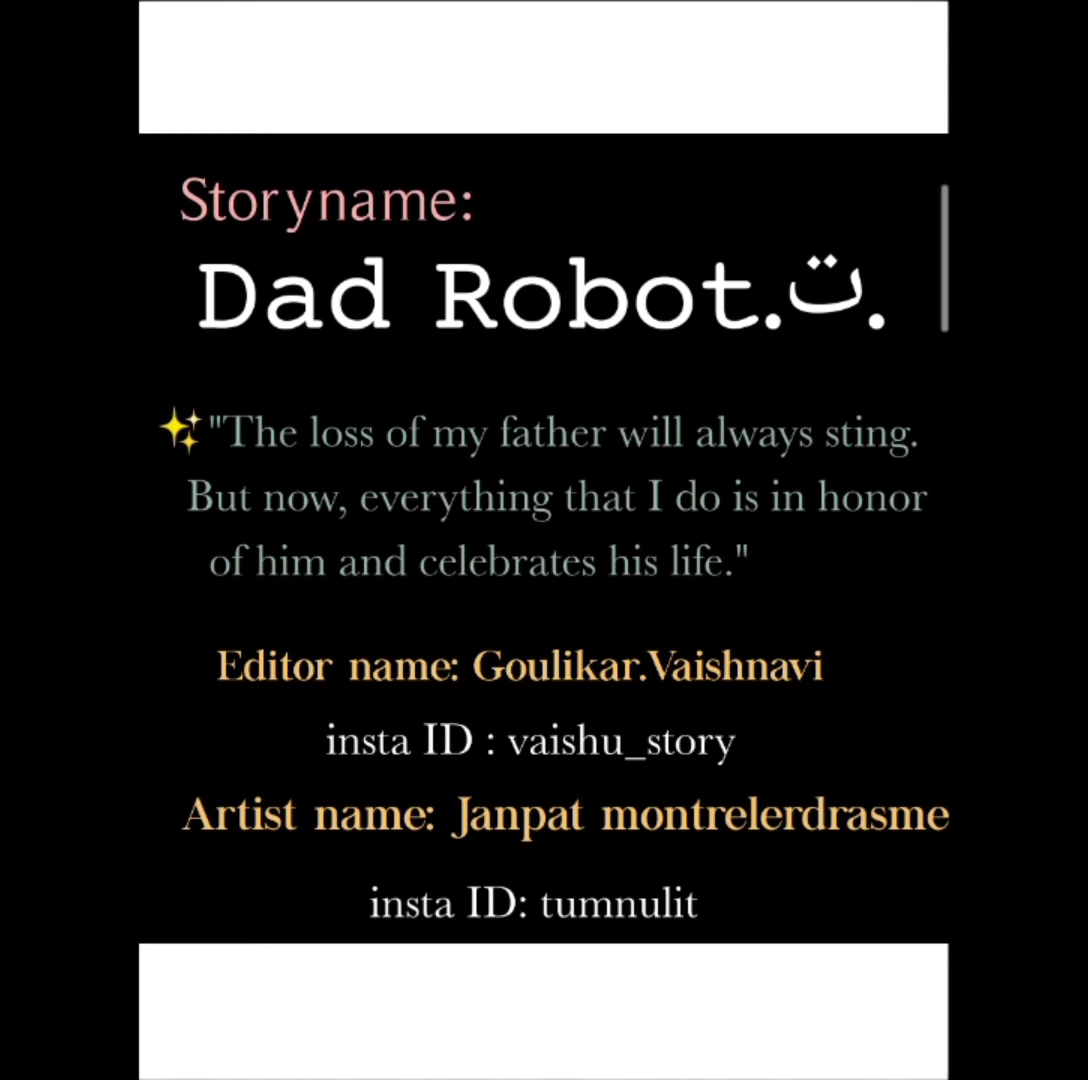 Storyname:
Dad Robot.ت.
✨"The loss of my father will always sting.
But now, everything that I do is in honor
of him and celebrates his life."
Editor name: Goulikar.Vaishnavi
insta ID : vaishu_story
Artist name: Janpat montrelerdrasme
insta ID: tumnulit